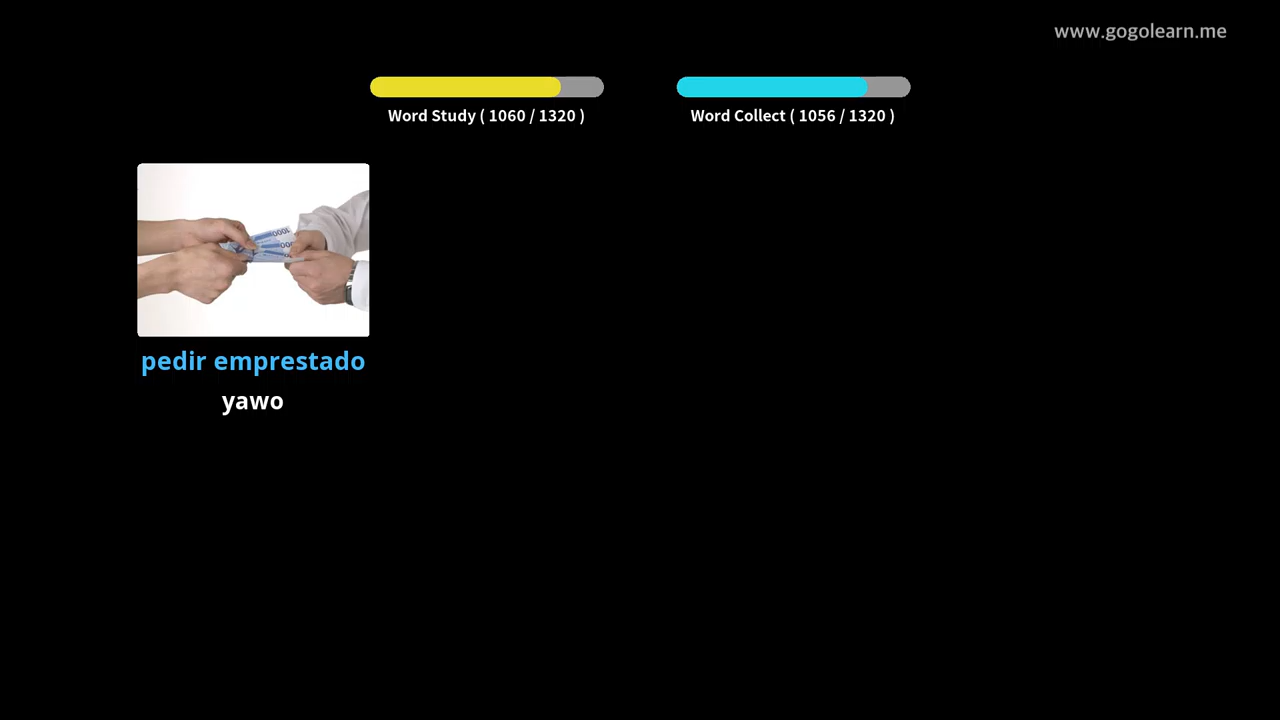 www.gogolearn.me
Word Study ( 1060 / 1320 )
Word Collect ( 1056 / 1320 )
pedir emprestado
yawo